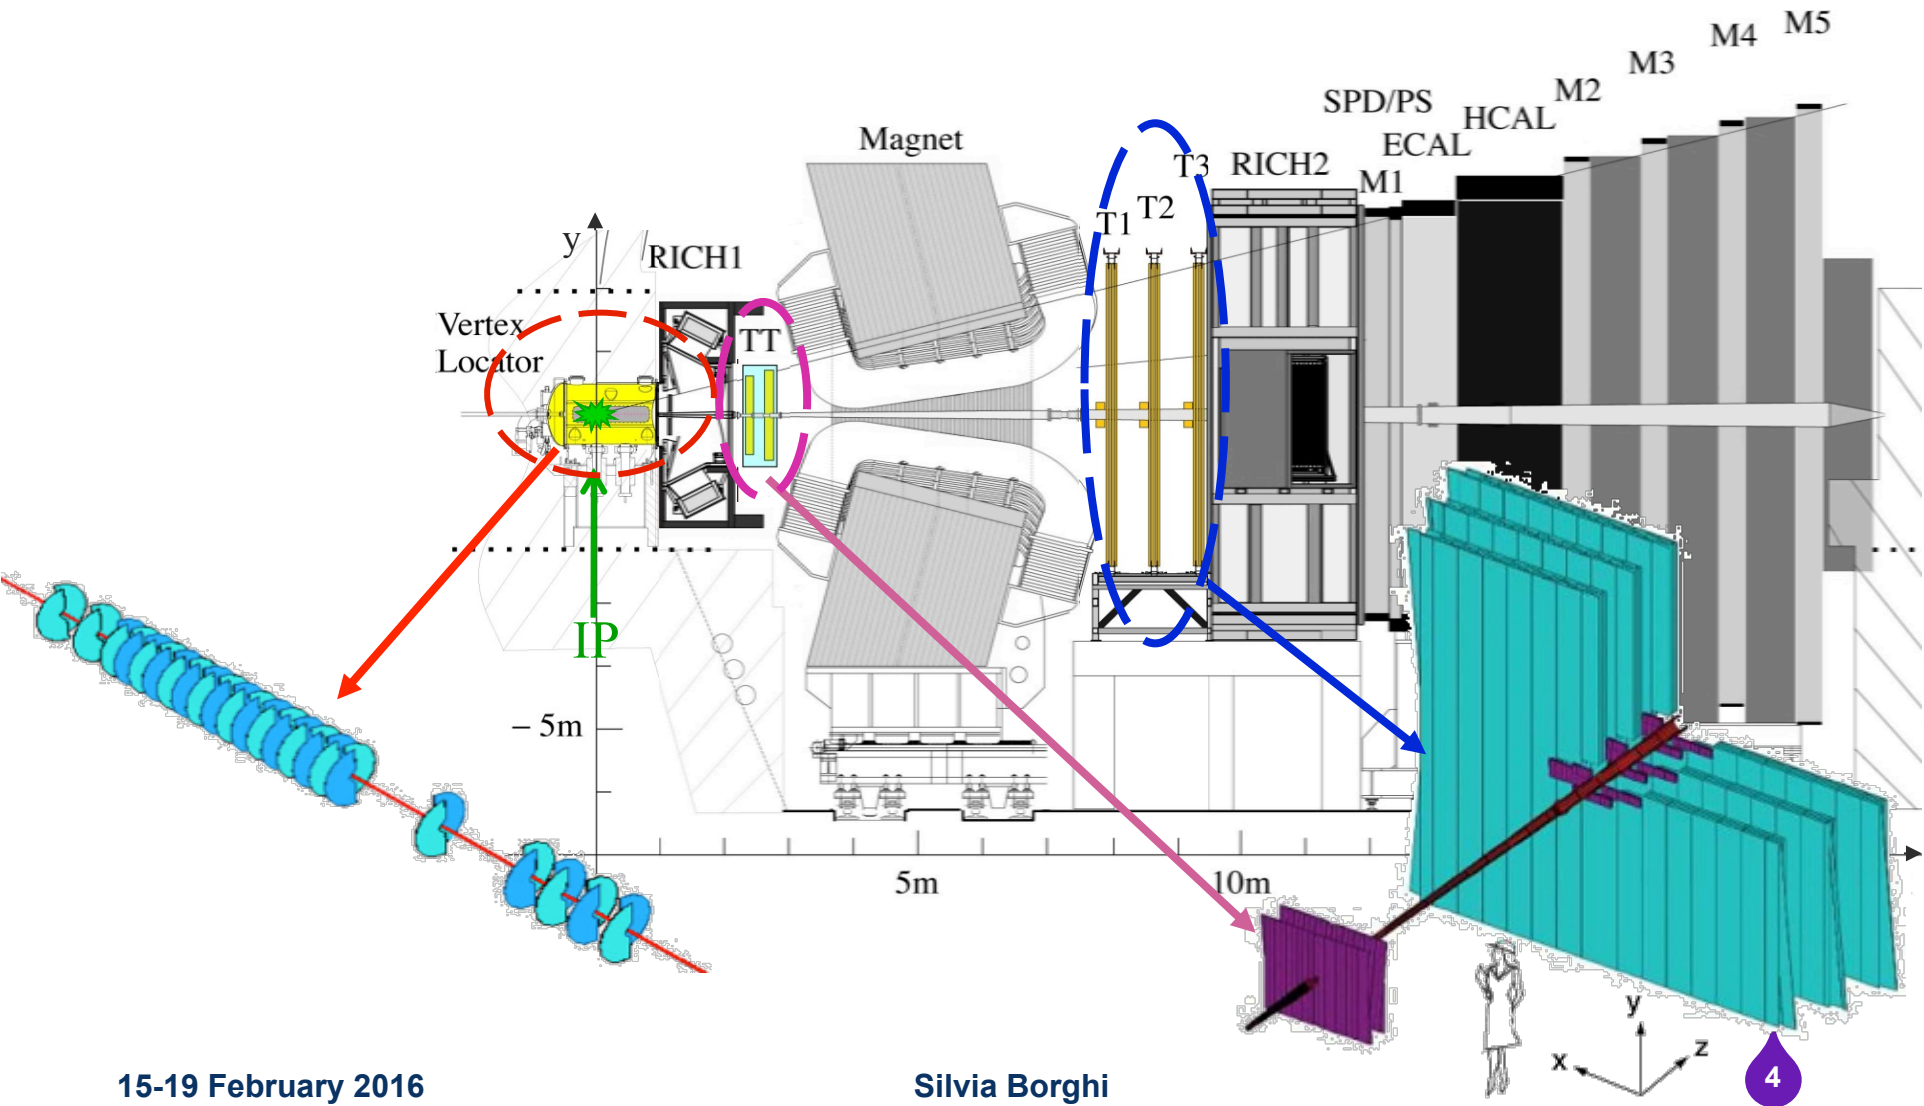 M5
M4
M3
M2
SPD/PS
HCAL
ECAL
Magnet
T3
RICH2
M1
T2
T1
y
RICH1
Vertex
Locator
TT
IP
– 5m
5m
10m
y
z
x
15-19 February 2016
Silvia Borghi
4